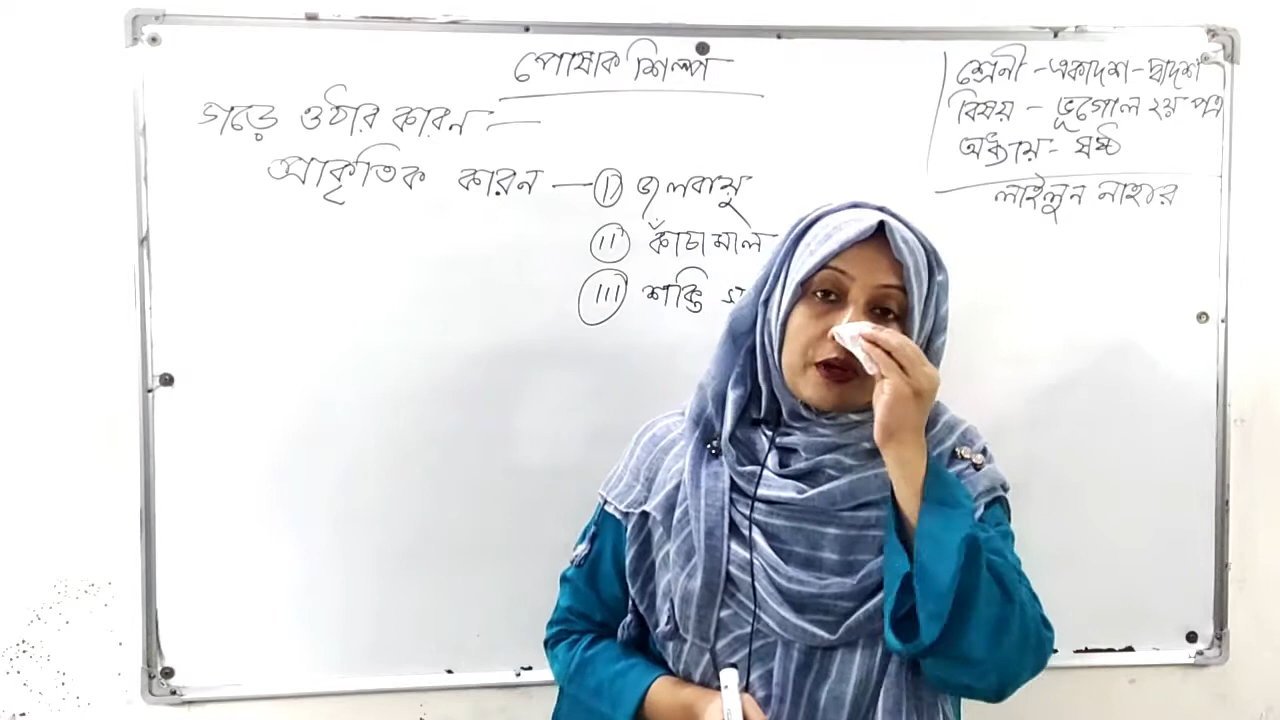 পোষাক শিল্প
শ্রেনী - একাদশ - দ্বাদশ
বিষয় - ভূগোল ২য় পত্র
অধ্যায় - ষষ্ঠ
লাইলুন নাহার
গড়ে ওঠার কারন —
প্রাকৃতিক কারন — (i) জলবায়ু
(ii) কাঁচামাল
(iii) শক্তি